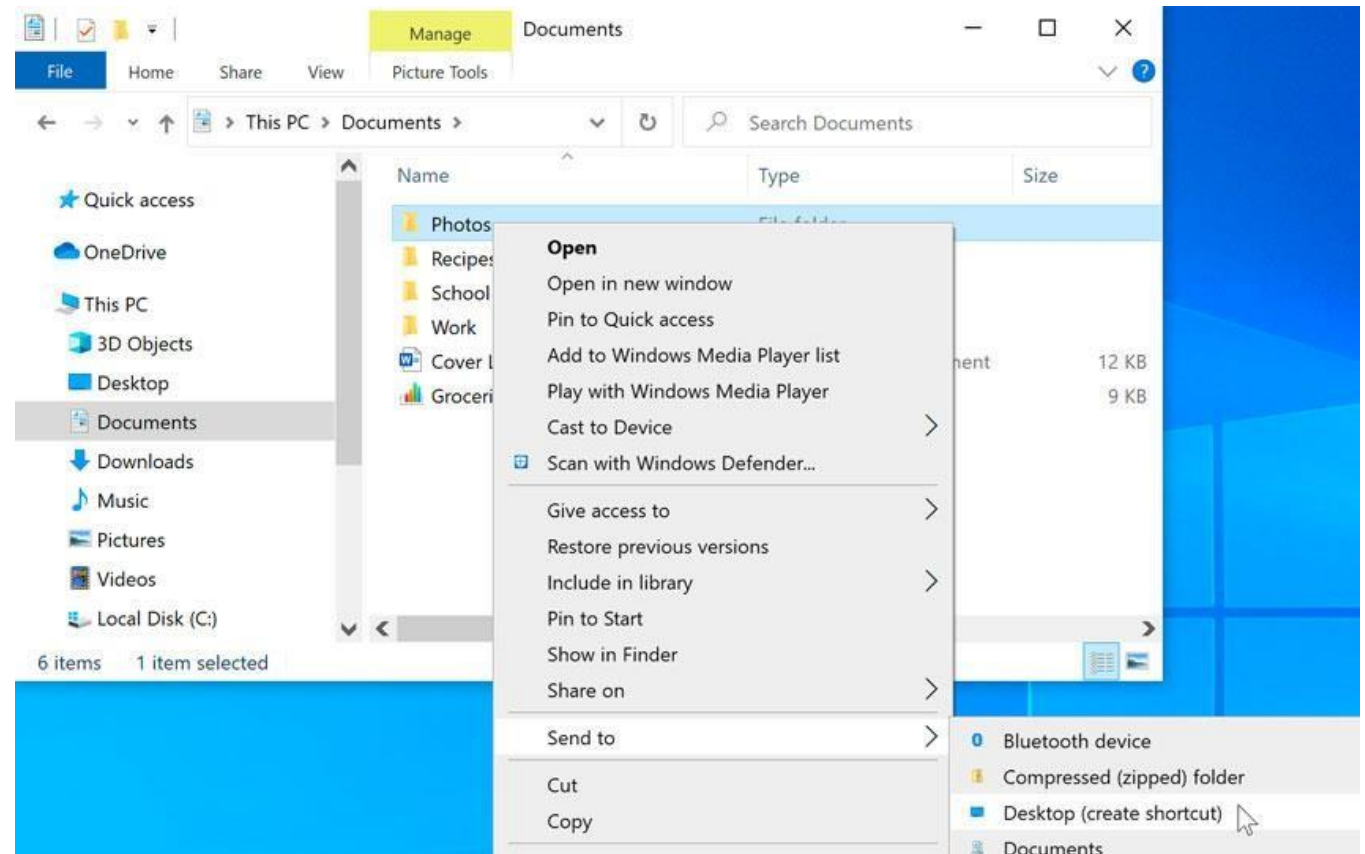 Manage
Documents
File
Home
Share
View
Picture Tools
This PC
Documents
Search Documents
Name
Type
Size
Quick access
OneDrive
This PC
3D Objects
Desktop
Documents
Downloads
Music
Pictures
Videos
Local Disk (C:)
Photos
File folder
Recipes
School
Work
Cover L
ment
12 KB
Groceri
9 KB
Open
Open in new window
Pin to Quick access
Add to Windows Media Player list
Play with Windows Media Player
Cast to Device
Scan with Windows Defender...
Give access to
Restore previous versions
Include in library
Pin to Start
Show in Finder
Share on
Send to
Cut
Copy
Bluetooth device
Compressed (zipped) folder
Desktop (create shortcut)
Documents
6 items 1 item selected